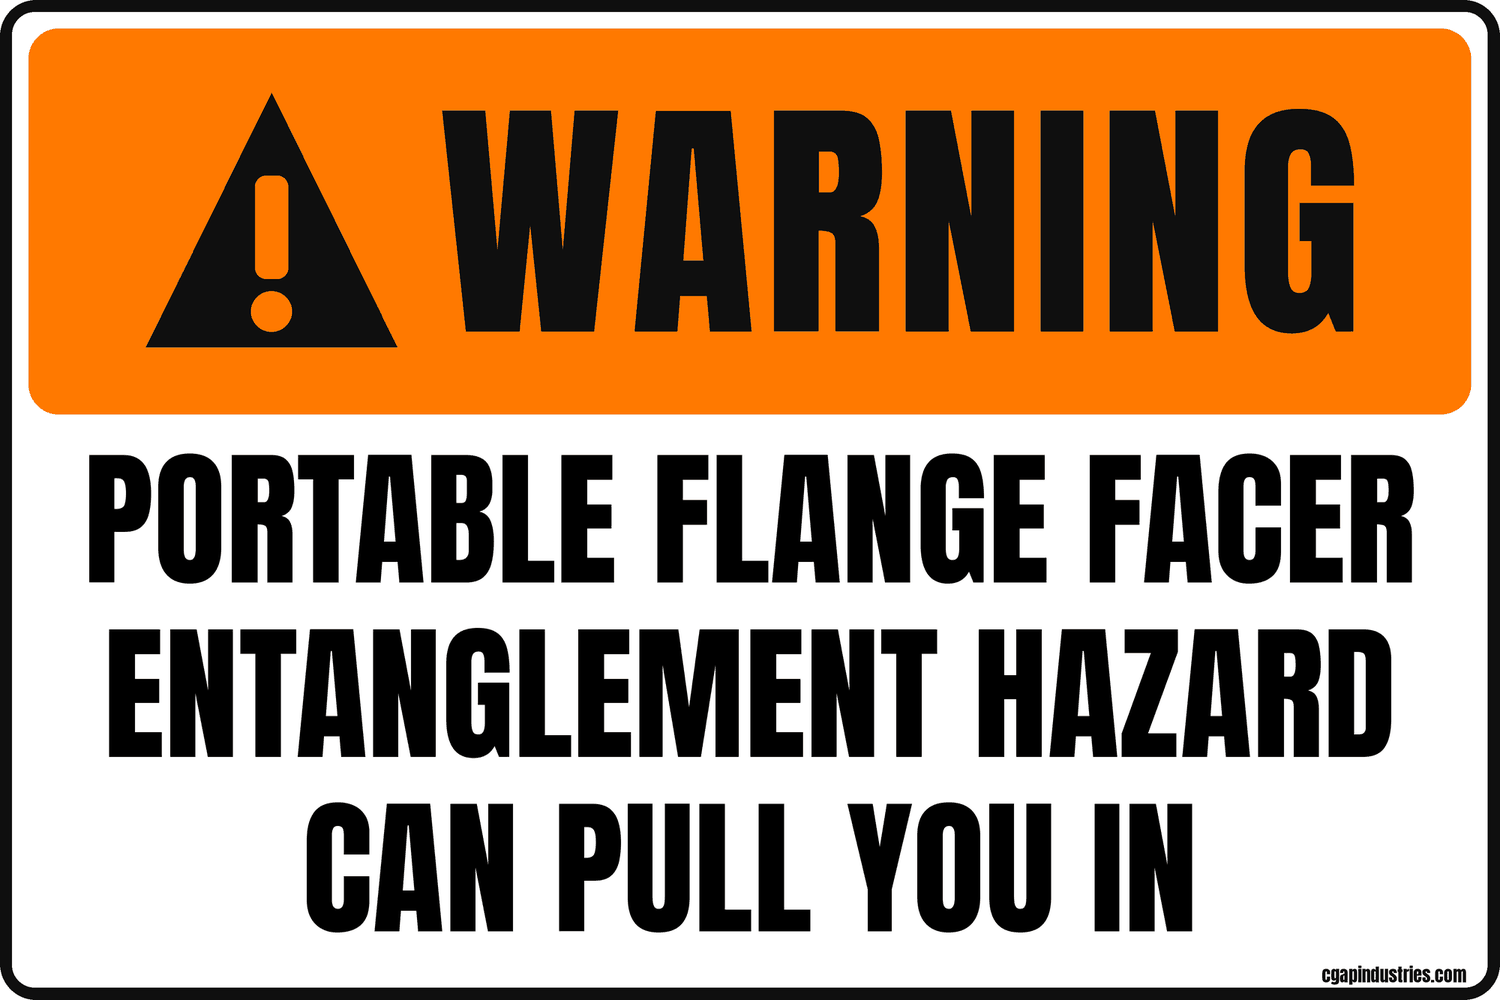 WARNING
PORTABLE FLANGE FACER
ENTANGLEMENT HAZARD
CAN PULL YOU IN
cgapindustries.com